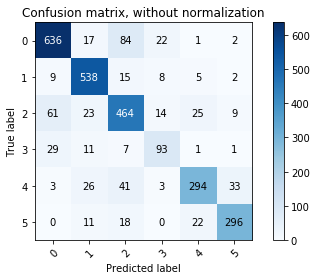 Confusion matrix, without normalization
True label
0 636 17 84 22 1 2
1 9 538 15 8 5 2
2 61 23 464 14 25 9
3 29 11 7 93 1 1
4 3 26 41 3 294 33
5 0 11 18 0 22 296
0 1 2 3 4 5
Predicted label
600
500
400
300
200
100
0